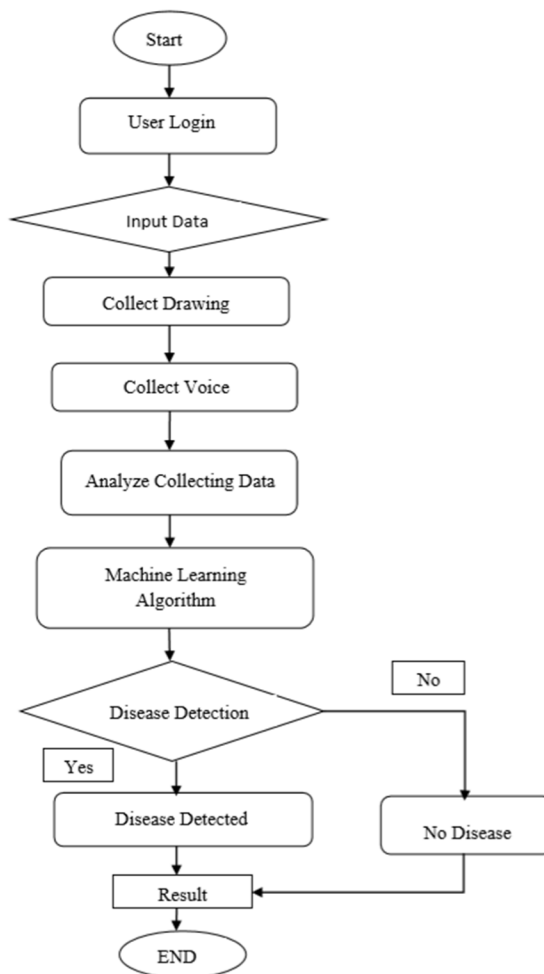 Start
User Login
Input Data
Collect Drawing
Collect Voice
Analyze Collecting Data
Machine Learning
Algorithm
No
Disease Detection
Yes
Disease Detected
No Disease
Result
END